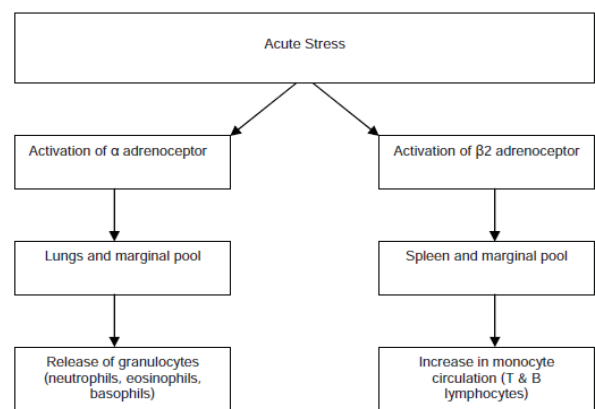 Acute Stress
Activation of α adrenoceptor
Activation of β2 adrenoceptor
Lungs and marginal pool
Spleen and marginal pool
Release of granulocytes
(neutrophils, eosinophils,
basophils)
Increase in monocyte
circulation (T & B
lymphocytes)